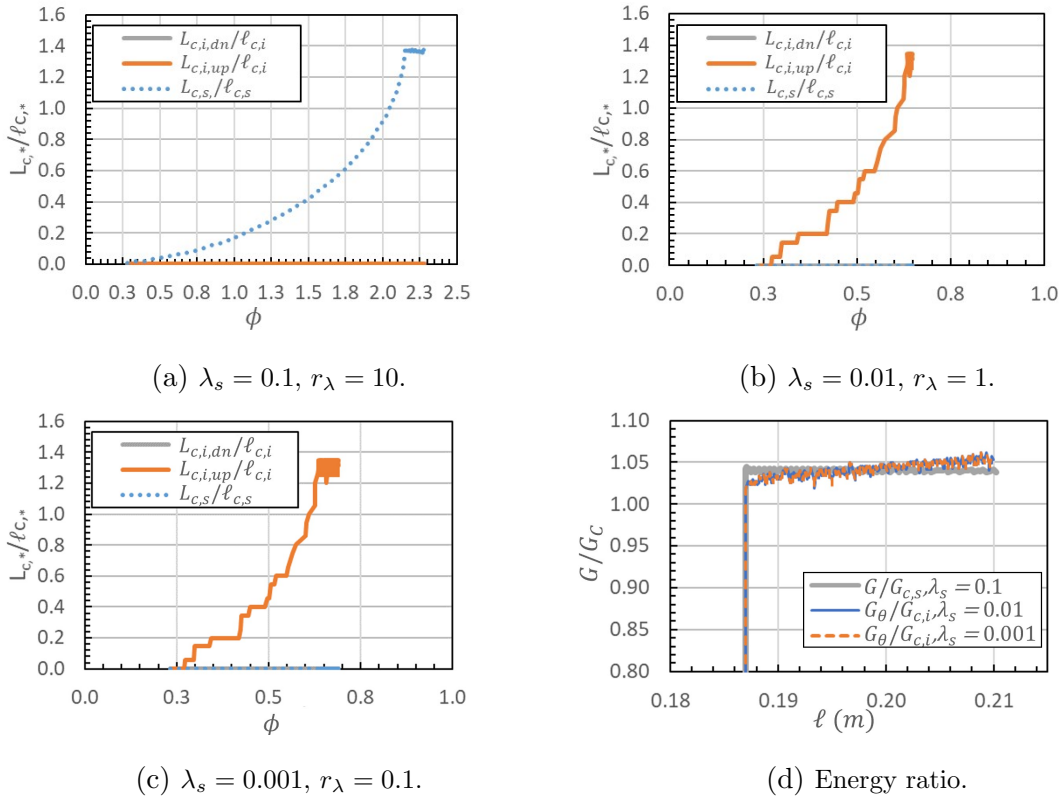 1.6
1.4
1.2
1.0
0.8
0.6
0.4
0.2
0.0
L_{c,*}/ℓ_{c,*}
L_{c,i,dn}/ℓ_{c,i}
L_{c,i,up}/ℓ_{c,i}
L_{c,s,}/ℓ_{c,s}
0.0 0.3 0.5 0.8 1.0 1.3 1.5 1.8 2.0 2.3 2.5
ϕ
(a) λ_s = 0.1, r_λ = 10.
1.6
1.4
1.2
1.0
0.8
0.6
0.4
0.2
0.0
L_{c,*}/ℓ_{c,*}
L_{c,i,dn}/ℓ_{c,i}
L_{c,i,up}/ℓ_{c,i}
L_{c,s}/ℓ_{c,s}
0.0 0.3 0.5 0.8 1.0
ϕ
(b) λ_s = 0.01, r_λ = 1.
1.6
1.4
1.2
1.0
0.8
0.6
0.4
0.2
0.0
L_{c,*}/ℓ_{c,*}
L_{c,i,dn}/ℓ_{c,i}
L_{c,i,up}/ℓ_{c,i}
L_{c,s}/ℓ_{c,s}
0.0 0.3 0.5 0.8 1.0
ϕ
(c) λ_s = 0.001, r_λ = 0.1.
1.10
1.05
1.00
0.95
0.90
0.85
0.80
G/G_C
G/G_{c,s},λ_s = 0.1
G_θ/G_{c,i},λ_s = 0.01
G_θ/G_{c,i},λ_s = 0.001
0.18 0.19 0.20 0.21
ℓ (m)
(d) Energy ratio.